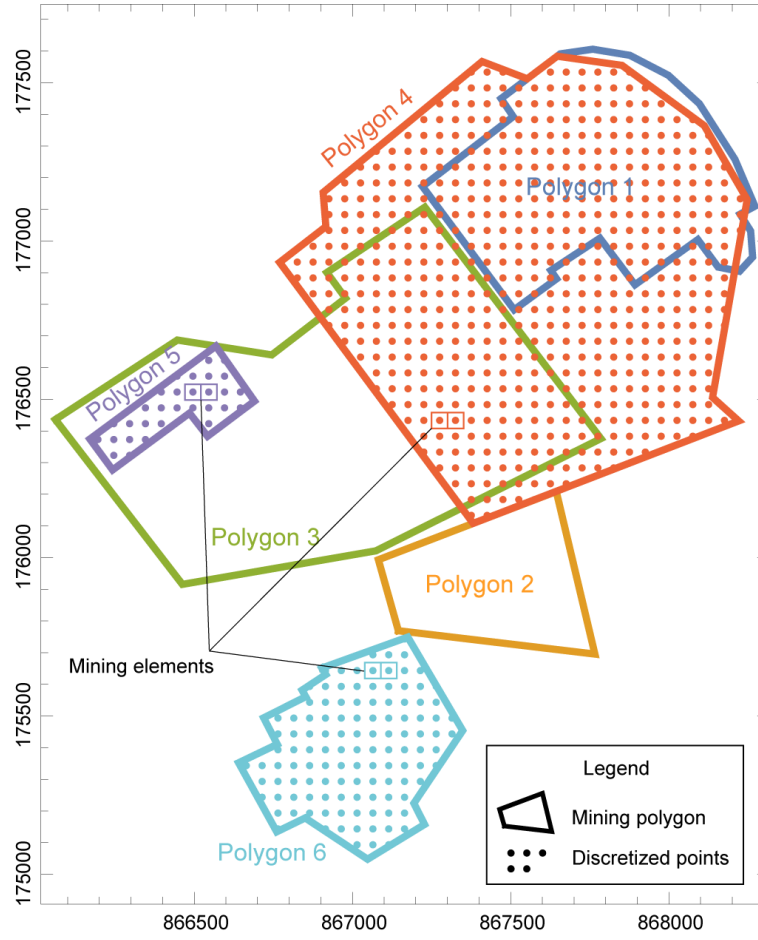 177500
177000
176500
176000
175500
175000
Polygon 4
Polygon 1
Polygon 5
Polygon 3
Polygon 2
Mining elements
Polygon 6
Legend
Mining polygon
Discretized points
866500 867000 867500 868000